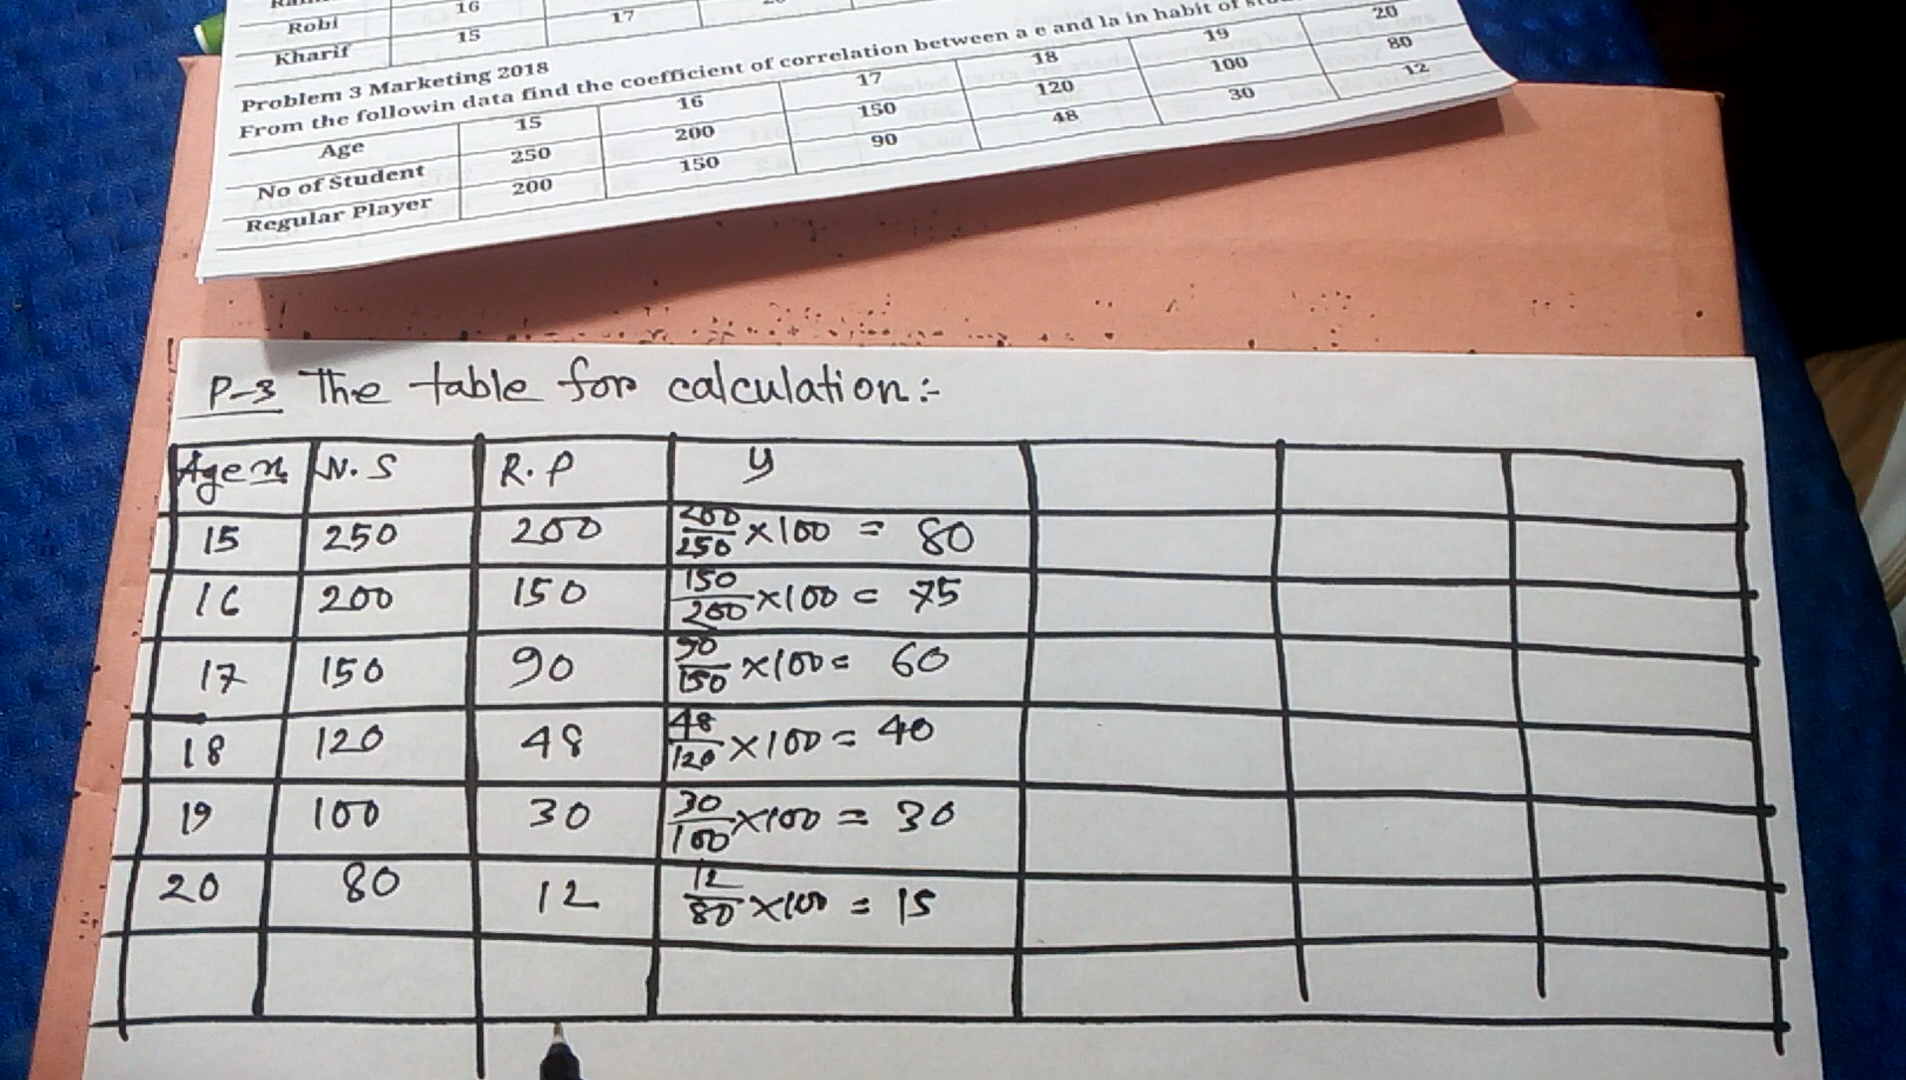 Robi 16 17
Kharif 15
Problem 3 Marketing 2018
From the followin data find the coefficient of correlation between a e and la in habit of
Age 15 16 17 18 19 20
No of Student 250 200 150 120 100 80
Regular Player 200 150 90 48 30 12
P-3 The table for calculation:-
Age x N.S R.P y
15 250 200 200/250 ×100 = 80
16 200 150 150/200 ×100 = 75
17 150 90 90/150 ×100 = 60
18 120 48 48/120 ×100 = 40
19 100 30 30/100 ×100 = 30
20 80 12 12/80 ×100 = 15